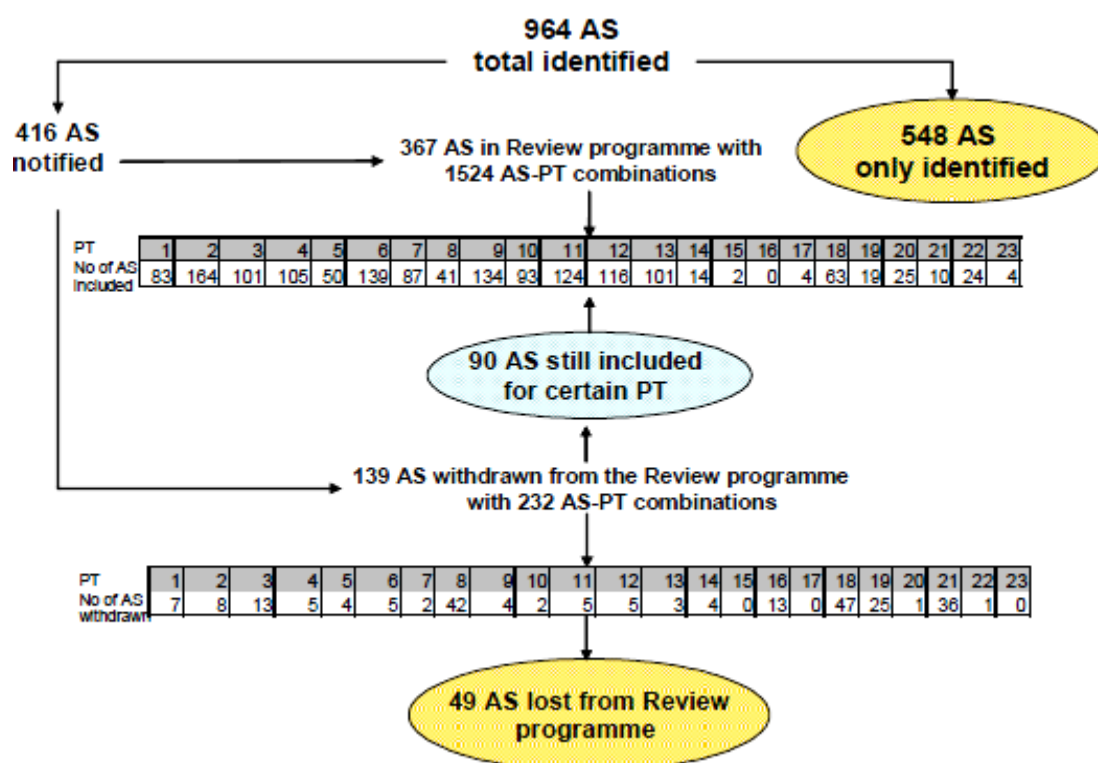 964 AS
total identified
416 AS
notified
367 AS in Review programme with
1524 AS-PT combinations
548 AS
only identified
PT 1 2 3 4 5 6 7 8 9 10 11 12 13 14 15 16 17 18 19 20 21 22 23
No of AS
included 83 164 101 105 50 139 87 41 134 93 124 116 101 14 2 0 4 63 19 25 10 24 4
90 AS still included
for certain PT
139 AS withdrawn from the Review programme
with 232 AS-PT combinations
PT 1 2 3 4 5 6 7 8 9 10 11 12 13 14 15 16 17 18 19 20 21 22 23
No of AS
withdrawn 7 8 13 5 4 5 2 42 4 2 5 5 3 4 0 13 0 47 25 1 36 1 0
49 AS lost from Review
programme